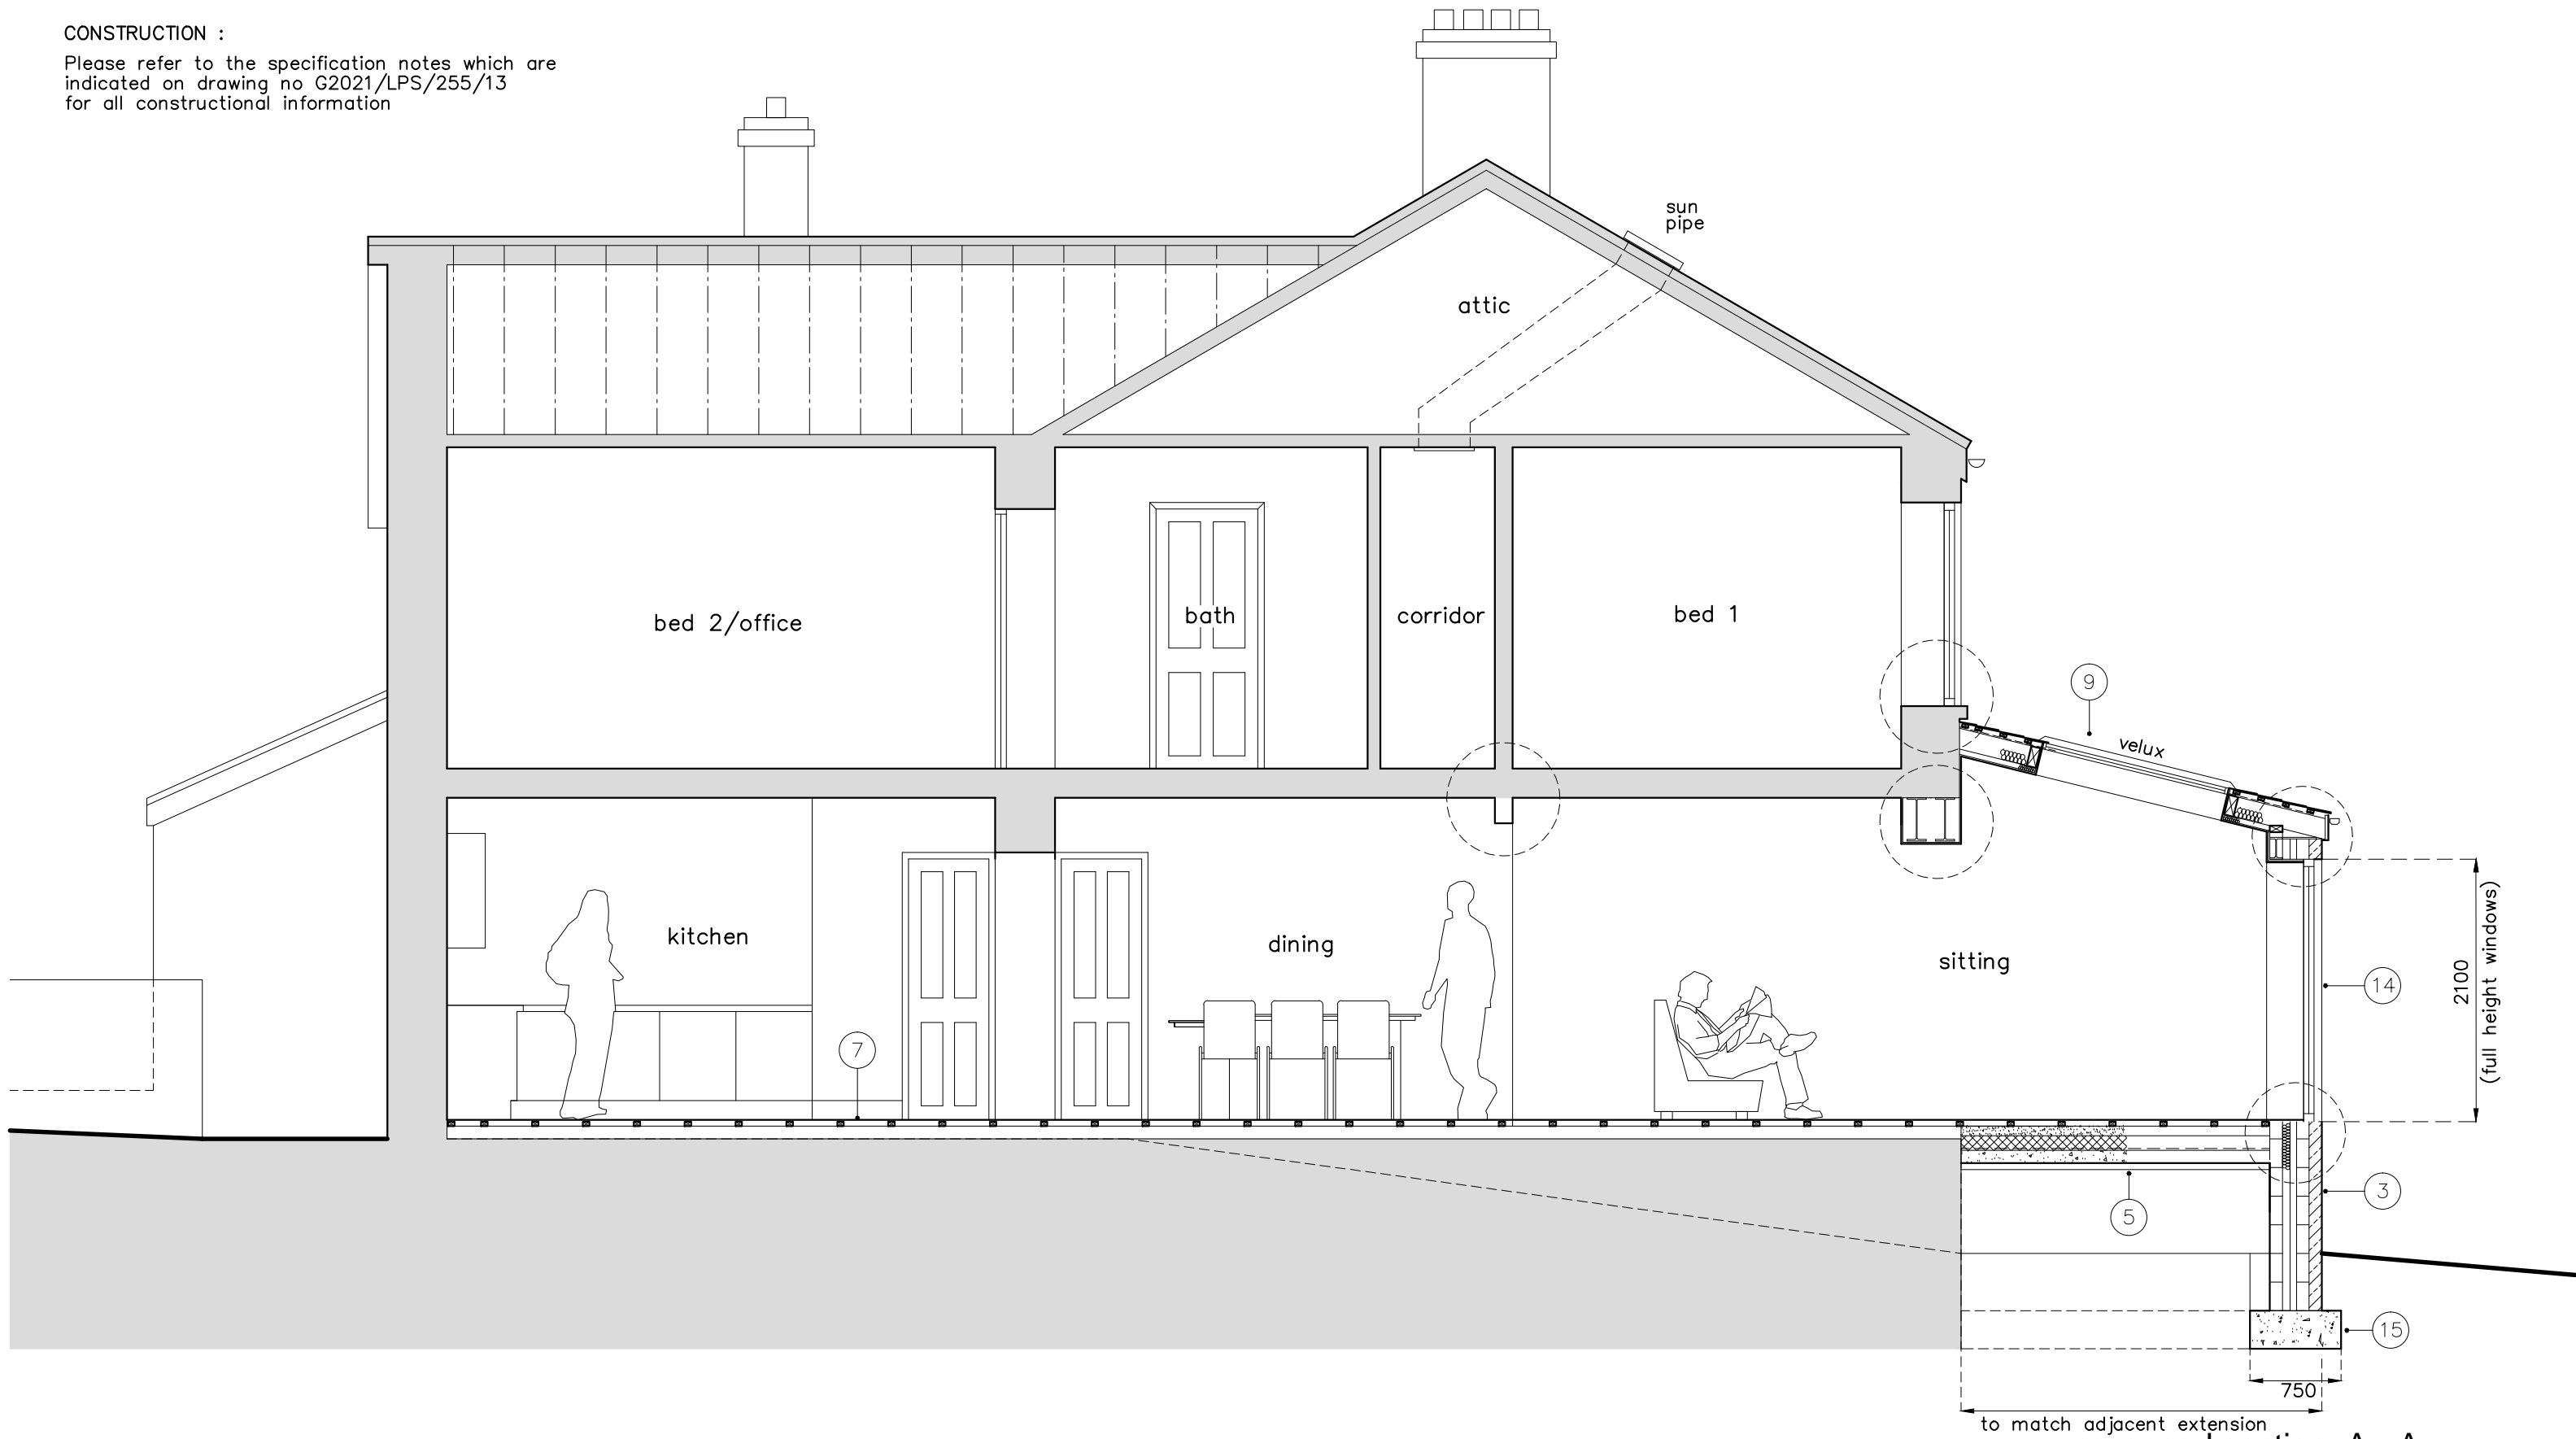 CONSTRUCTION :
Please refer to the specification notes which are
indicated on drawing no G2021/LPS/255/13
for all constructional information
sun
pipe
attic
bed 2/office
bath
corridor
bed 1
9
velux
kitchen
dining
sitting
14
2100
(full height windows)
7
5
3
15
750
to match adjacent extension
A A